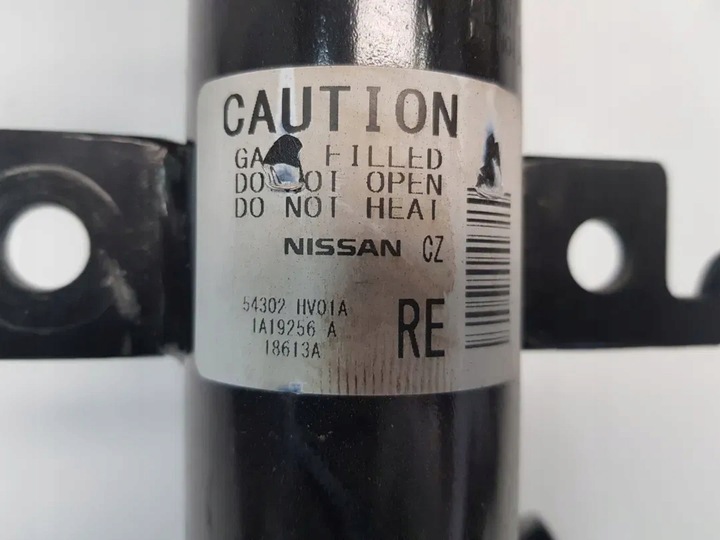 CAUTION
FILLED
DO OPEN
DO NOT HEAT
NISSAN CZ
54302 HV01A
1A19256 A
18613A
RE